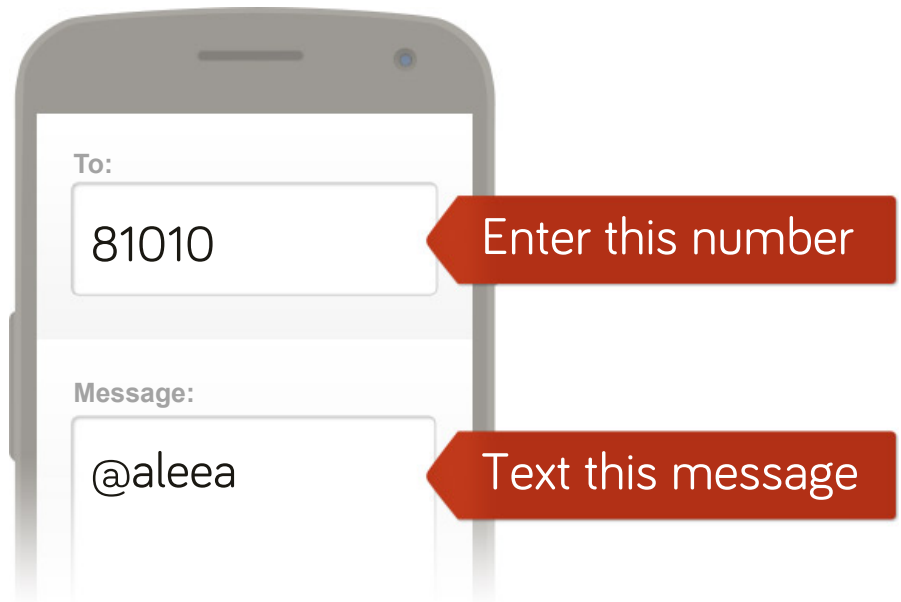 To:
81010
Enter this number
Message:
@aleea
Text this message